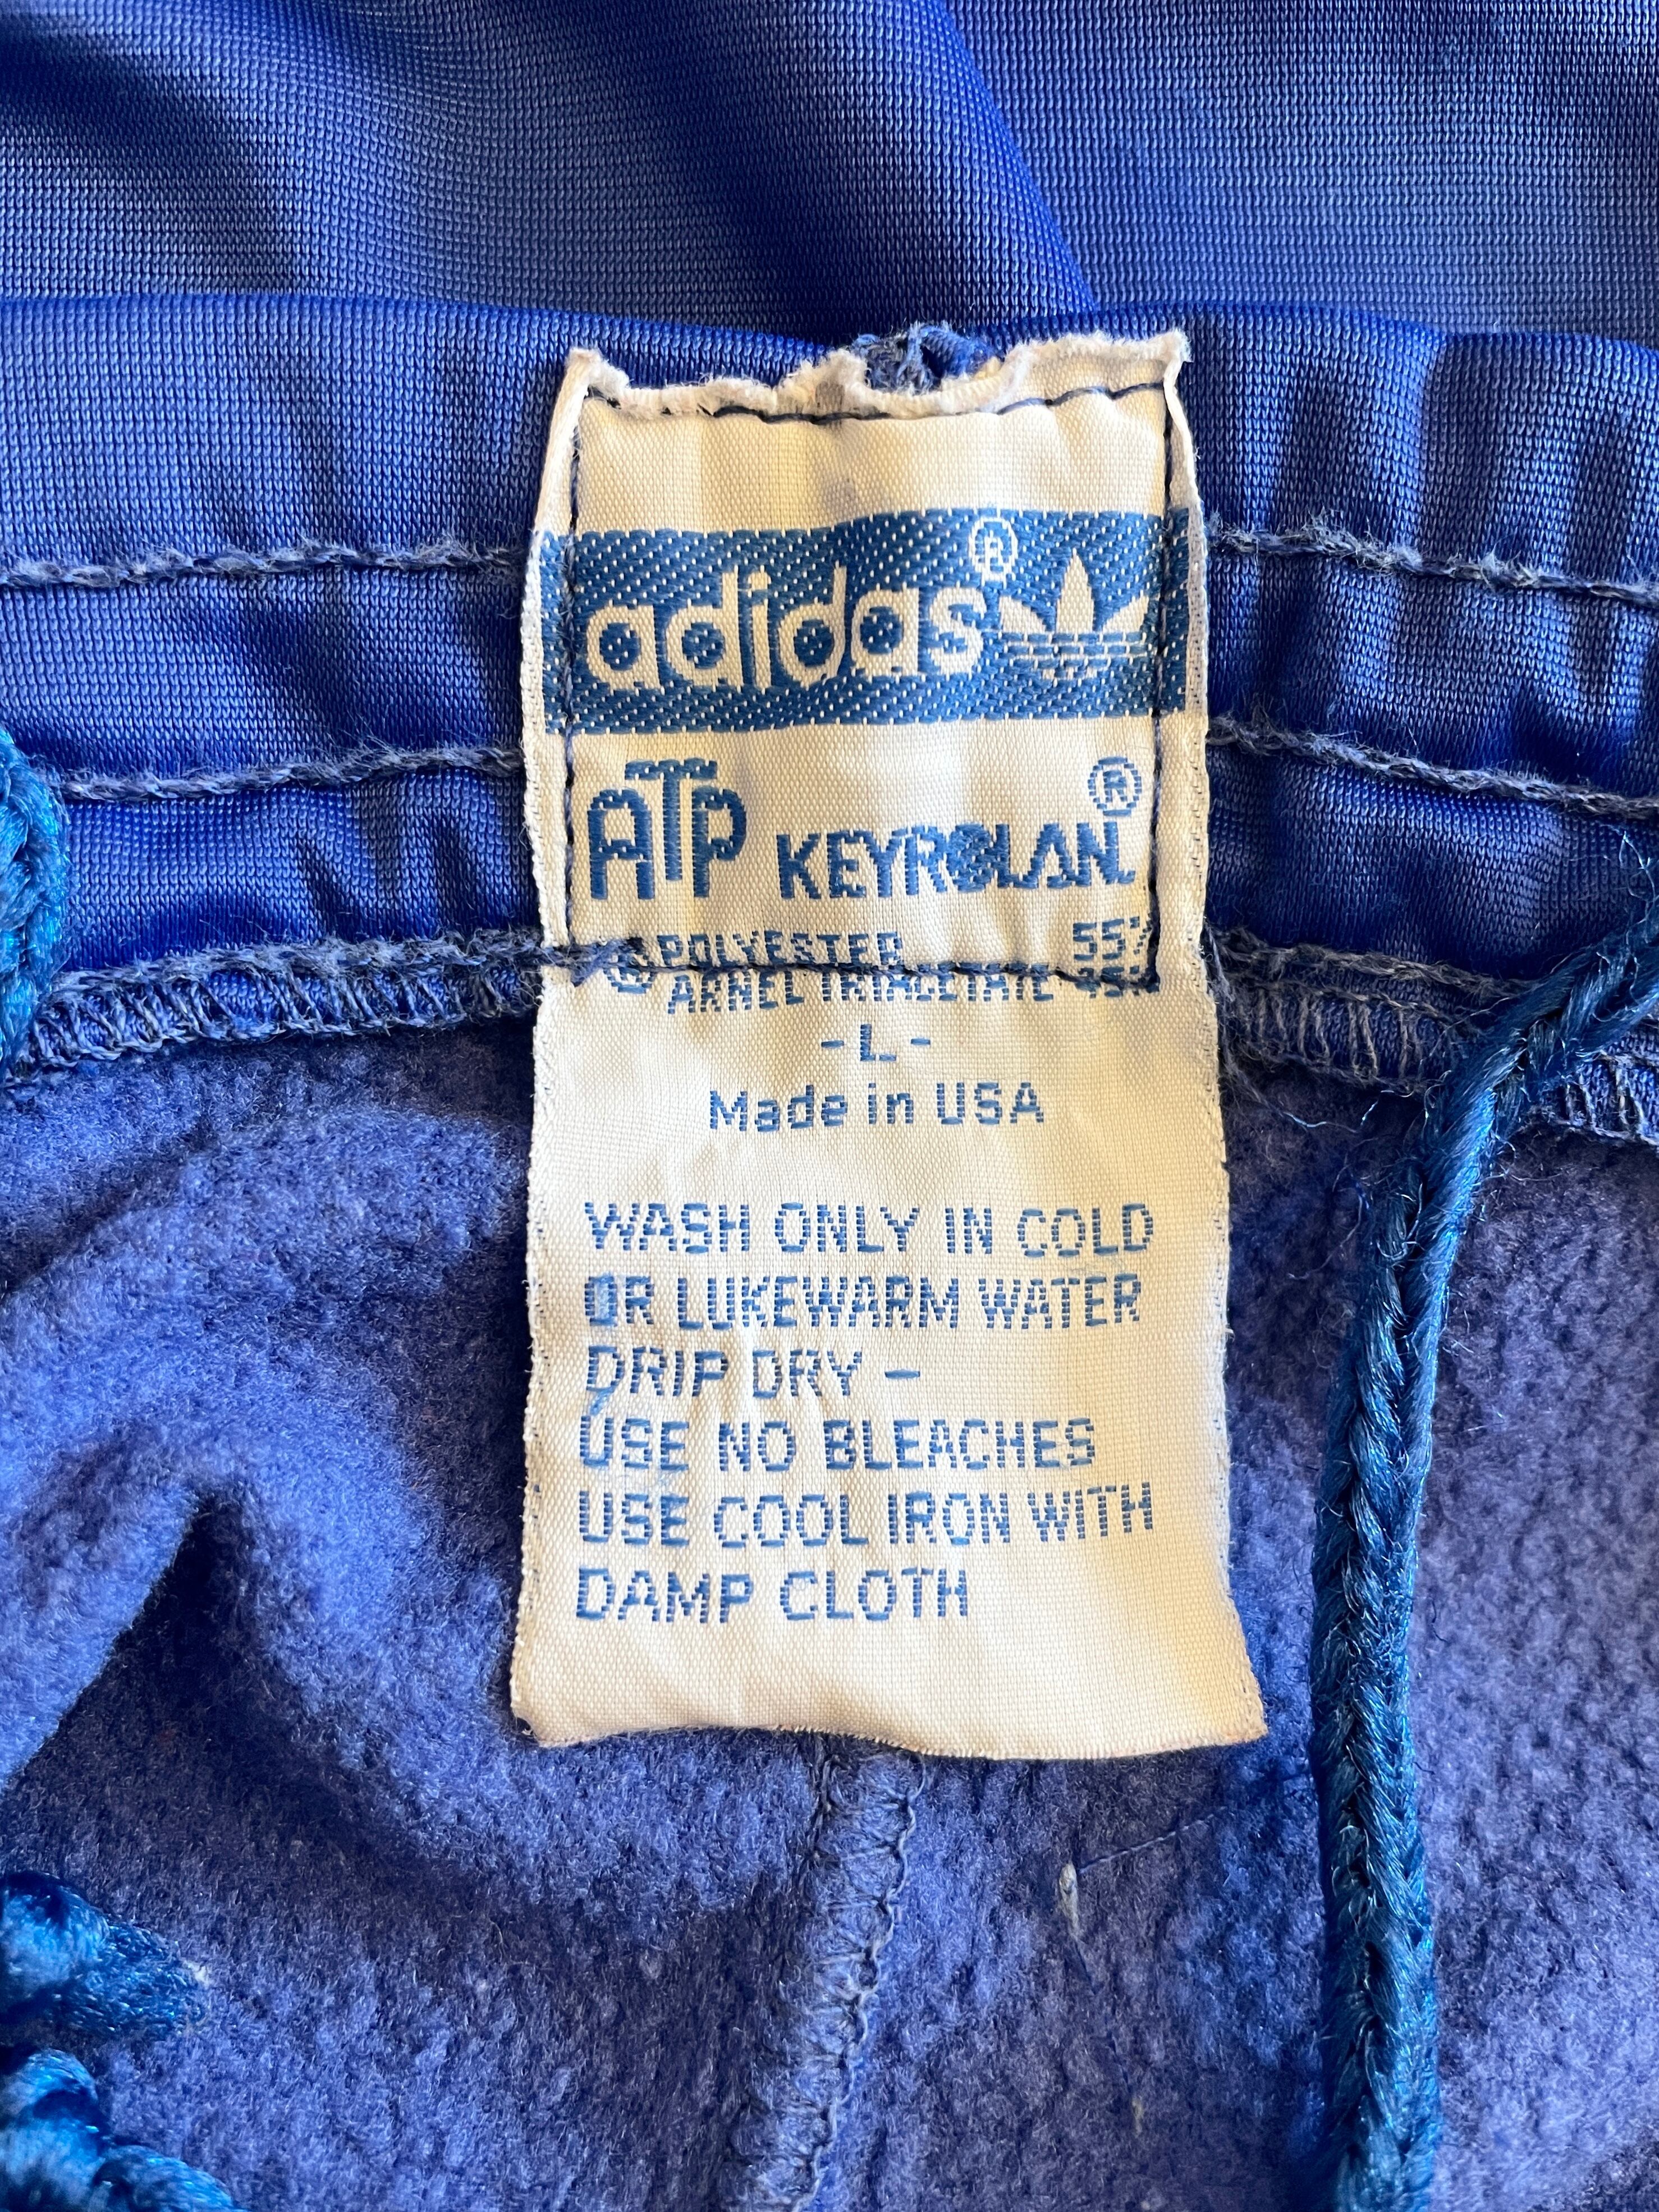 adidas®
ATP KEYROLAN®
® POLYESTER 55%
ARNEL TRIACETATE 45%
- L -
Made in USA
WASH ONLY IN COLD
OR LUKEWARM WATER
DRIP DRY –
USE NO BLEACHES
USE COOL IRON WITH
DAMP CLOTH